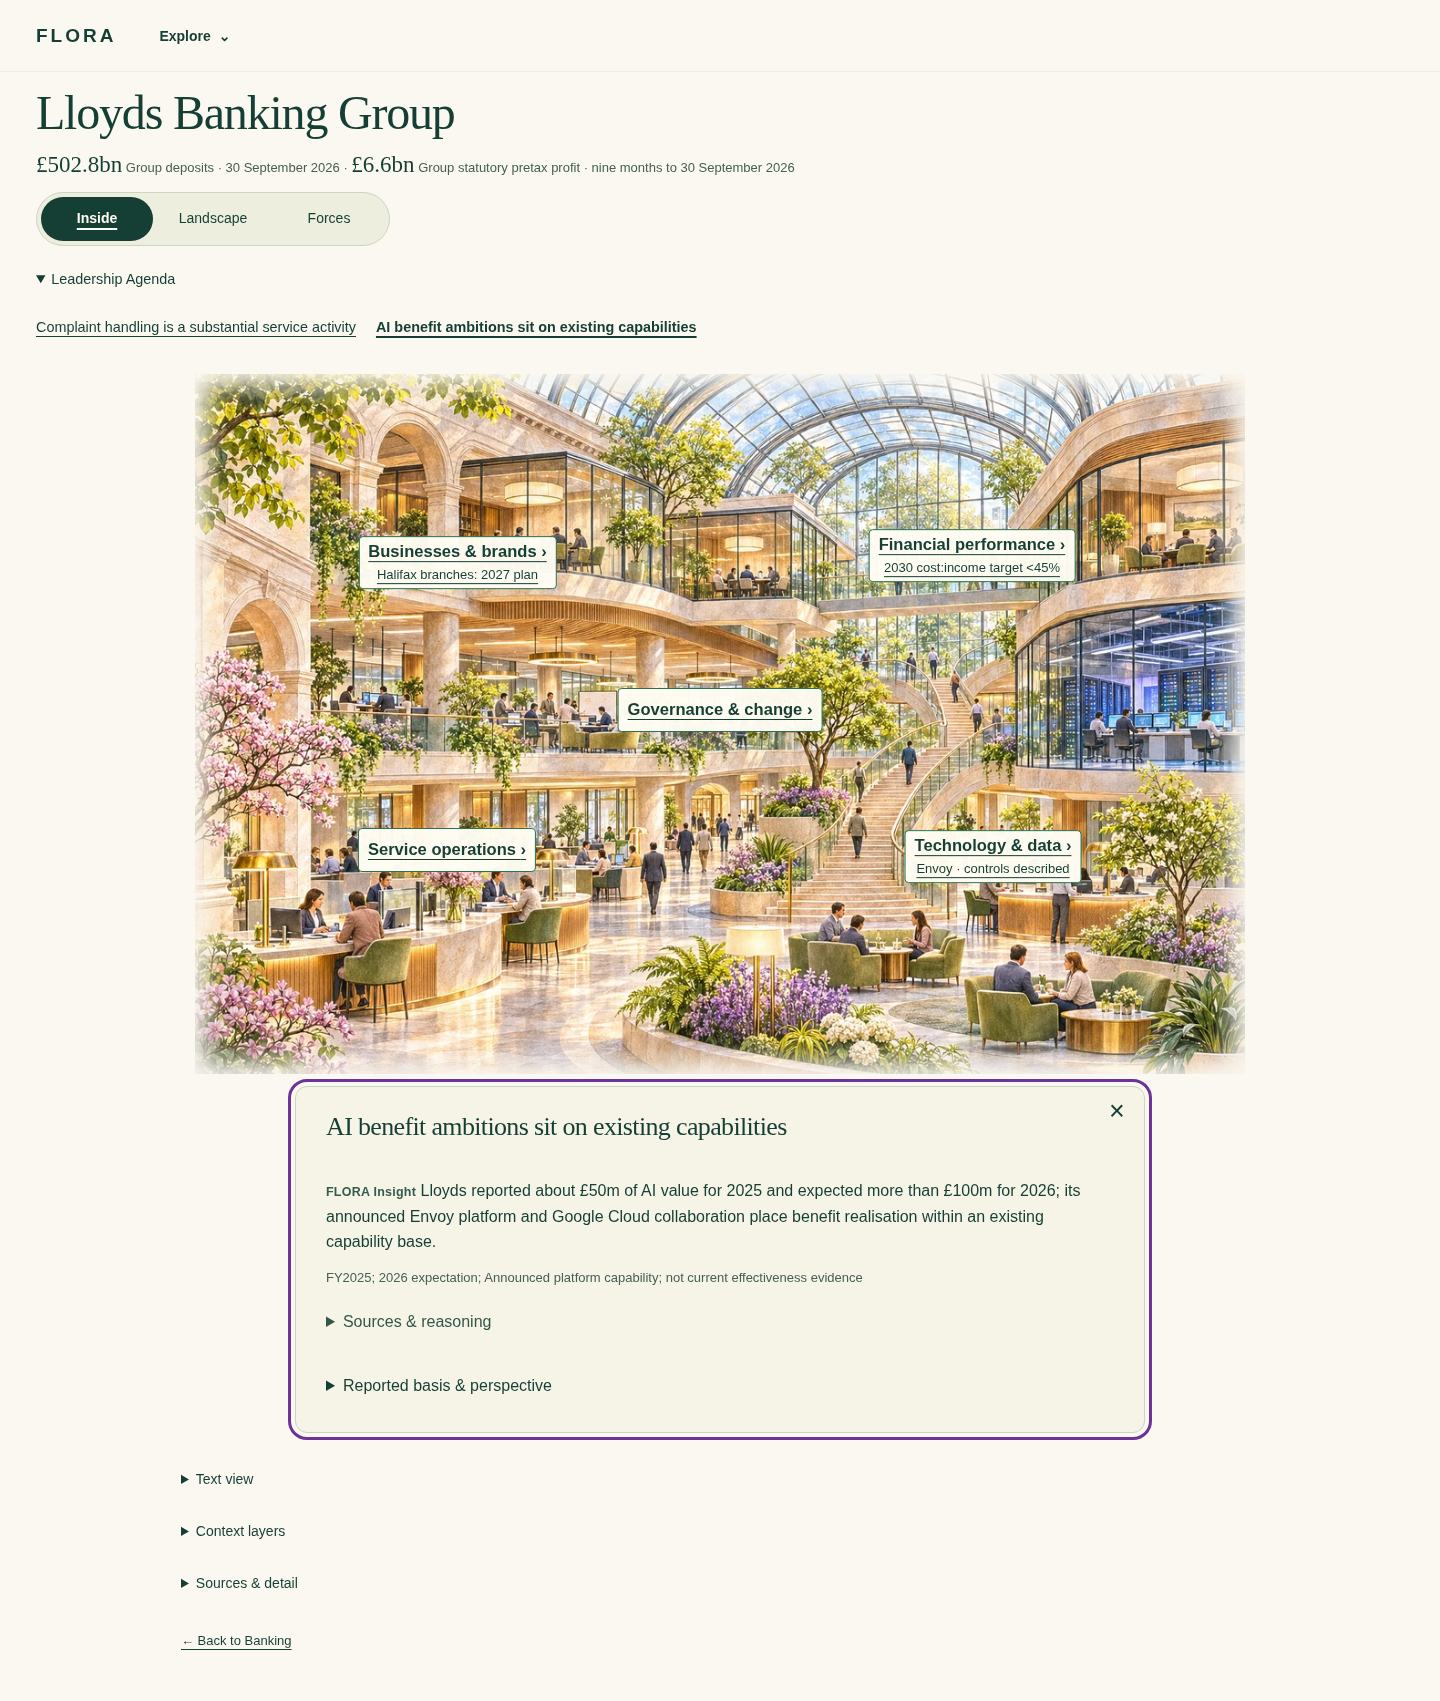 FLORA Explore ⌄
Lloyds Banking Group
£502.8bn Group deposits · 30 September 2026 · £6.6bn Group statutory pretax profit · nine months to 30 September 2026
Inside Landscape Forces
▼ Leadership Agenda
Complaint handling is a substantial service activity AI benefit ambitions sit on existing capabilities
Financial performance ›
2030 cost:income target <45%
Businesses & brands ›
Halifax branches: 2027 plan
Governance & change ›
Service operations ›
Technology & data ›
Envoy · controls described
AI benefit ambitions sit on existing capabilities
✕
FLORA Insight Lloyds reported about £50m of AI value for 2025 and expected more than £100m for 2026; its
announced Envoy platform and Google Cloud collaboration place benefit realisation within an existing
capability base.
FY2025; 2026 expectation; Announced platform capability; not current effectiveness evidence
▶ Sources & reasoning
▶ Reported basis & perspective
▶ Text view
▶ Context layers
▶ Sources & detail
← Back to Banking